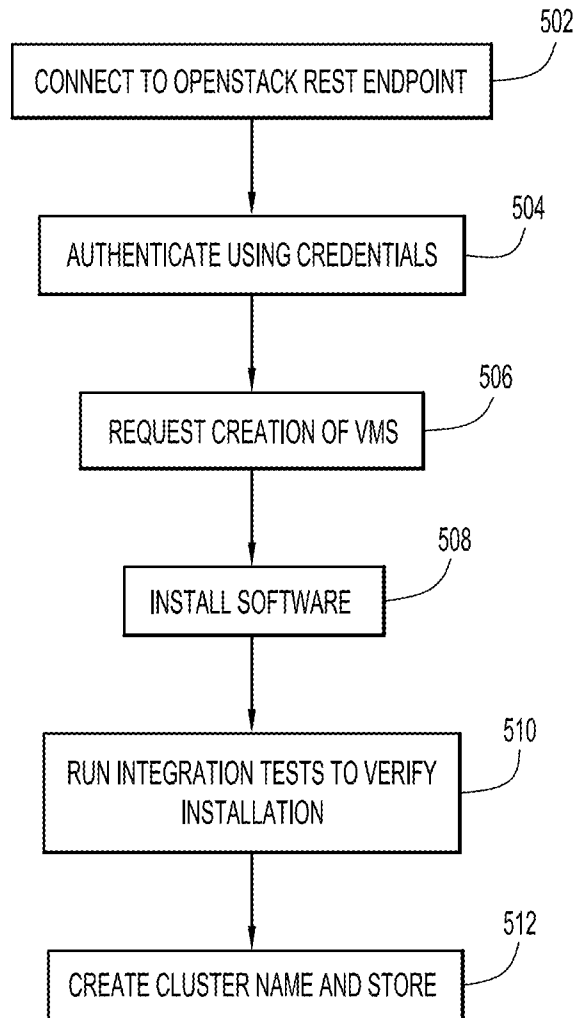 502
CONNECT TO OPENSTACK REST ENDPOINT
504
AUTHENTICATE USING CREDENTIALS
506
REQUEST CREATION OF VMS
508
INSTALL SOFTWARE
510
RUN INTEGRATION TESTS TO VERIFY
INSTALLATION
512
CREATE CLUSTER NAME AND STORE